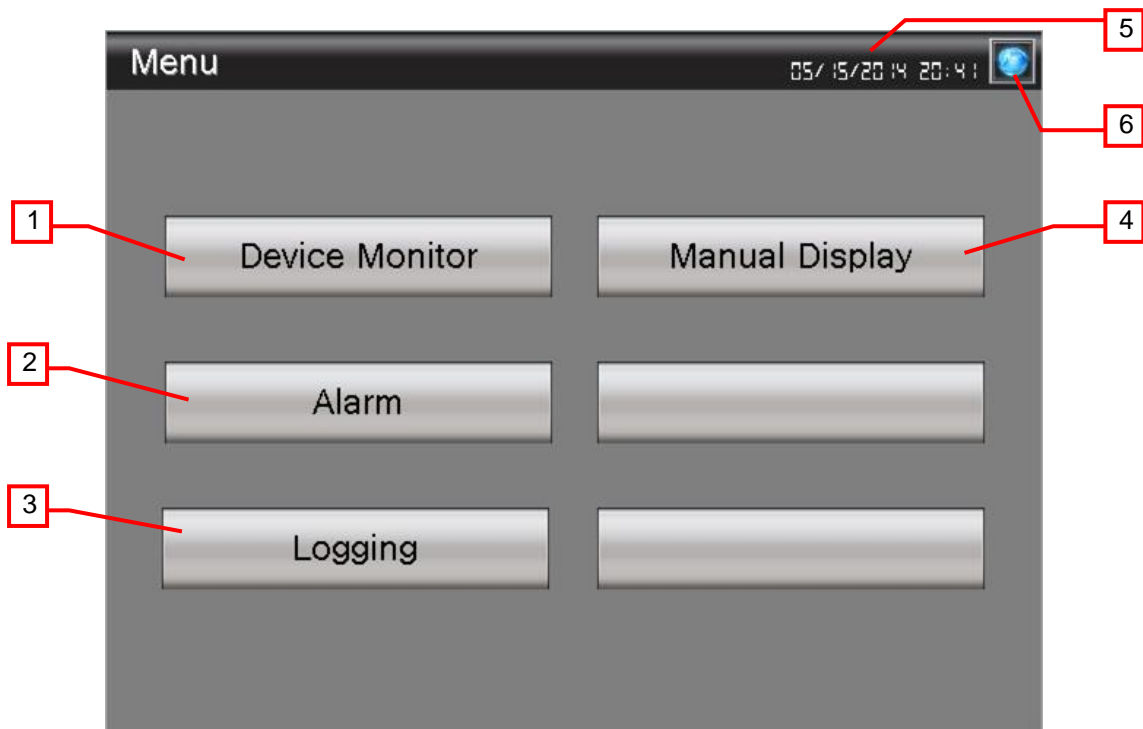 5
Menu
05/15/2014 20:41
6
1
Device Monitor
Manual Display
4
2
Alarm
3
Logging